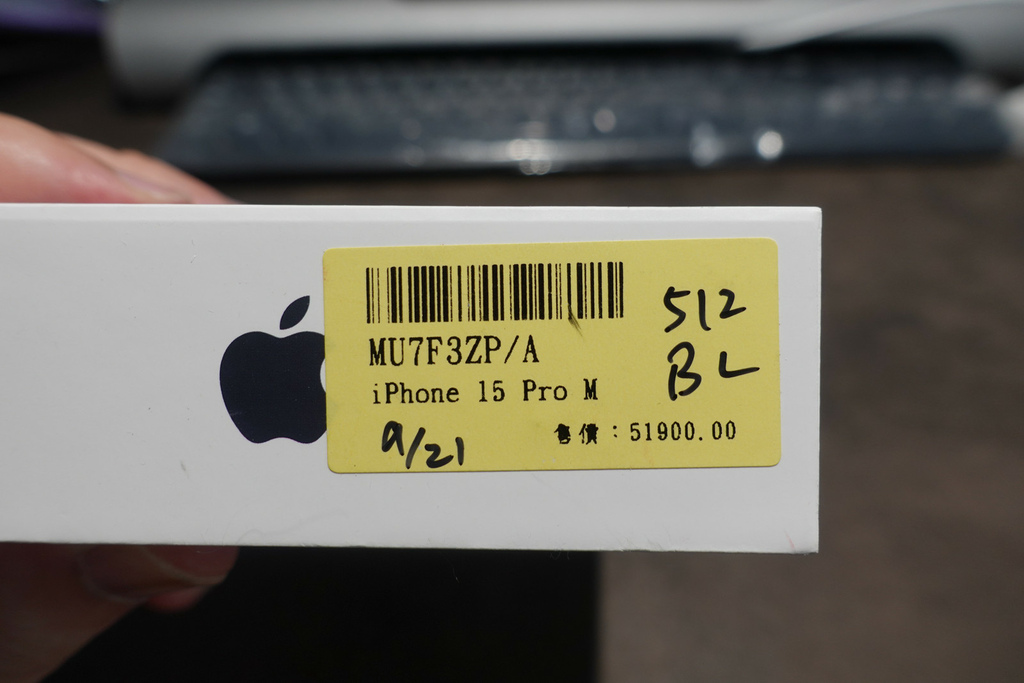 512
MU7F3ZP/A
BL
iPhone 15 Pro M
9/21
售價：51900.00